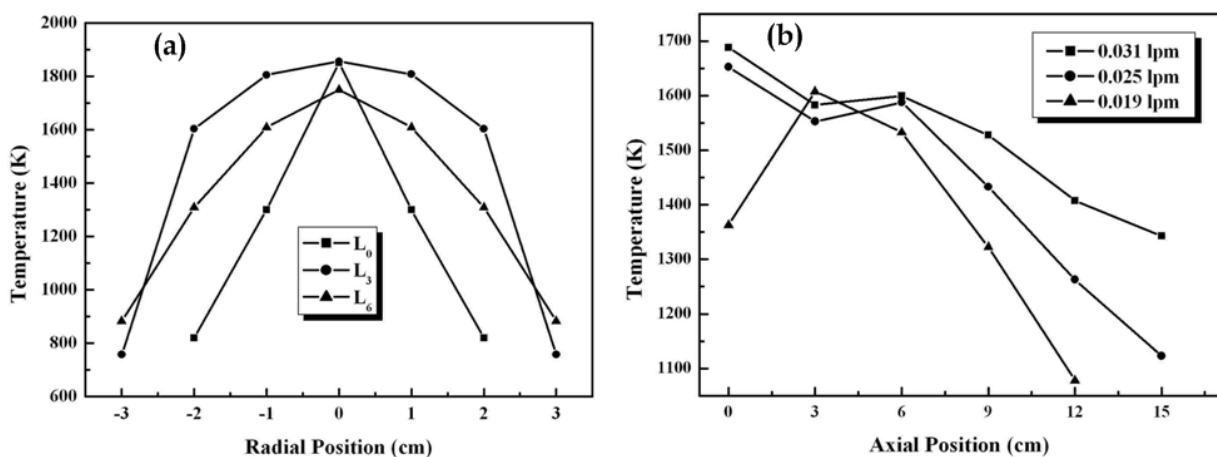 (a)
Temperature (K)
2000
1800
1600
1400
1200
1000
800
600
L₀
L₃
L₆
-3 -2 -1 0 1 2 3
Radial Position (cm)
(b)
Temperature (K)
1700
1600
1500
1400
1300
1200
1100
0.031 lpm
0.025 lpm
0.019 lpm
0 3 6 9 12 15
Axial Position (cm)